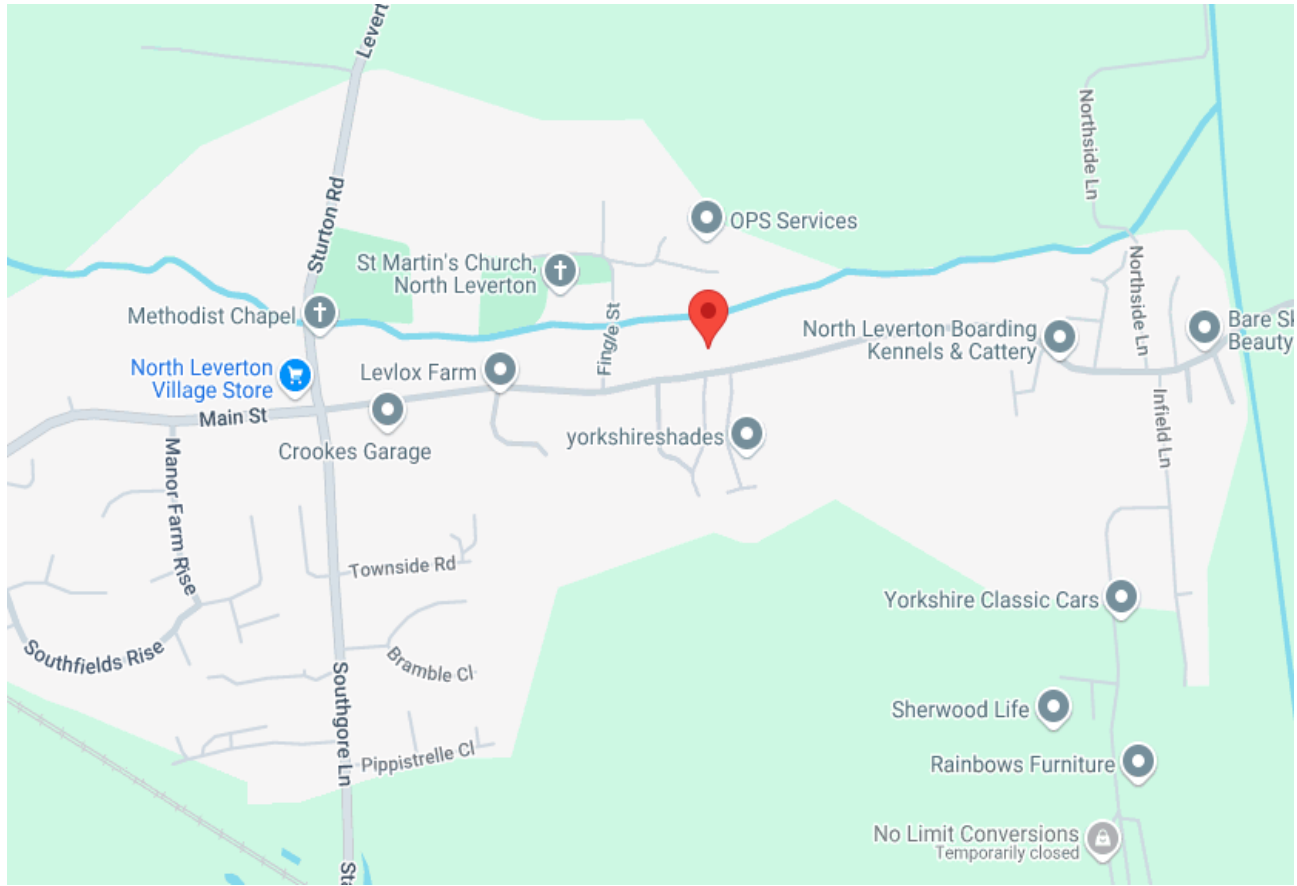 Levert
Northside Ln
Sturton Rd
OPS Services
St Martin's Church,
North Leverton
Northside Ln
Methodist Chapel
Fingle St
North Leverton Boarding
Kennels & Cattery
Bare Sk
Beauty
North Leverton
Village Store
Levlox Farm
Main St
Crookes Garage
yorkshireshades
Infield Ln
Manor Farm Rise
Townside Rd
Yorkshire Classic Cars
Southfields Rise
Bramble Cl
Southgore Ln
Sherwood Life
Pippistrelle Cl
Rainbows Furniture
No Limit Conversions
Temporarily closed
Sta